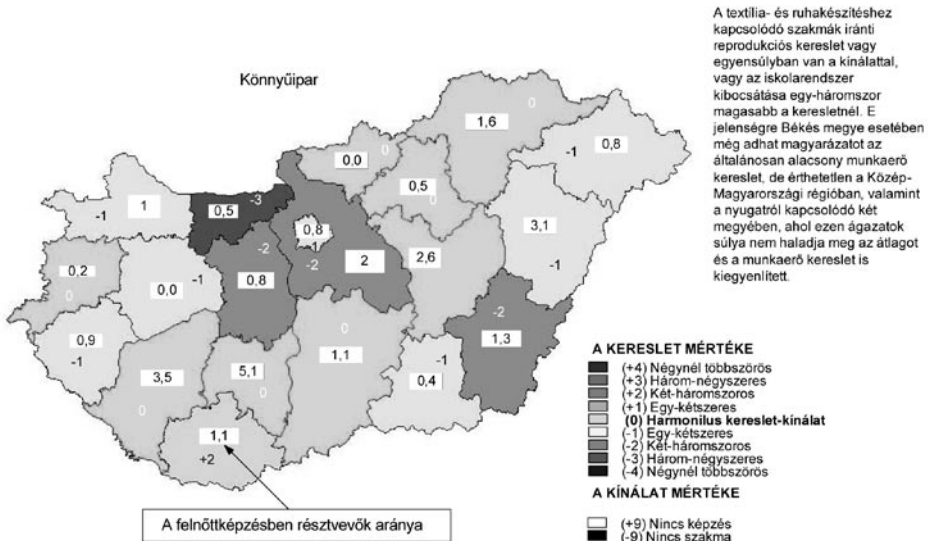 A textília- és ruhakészítéshez
kapcsolódó szakmák iránti
reprodukciós kereslet vagy
egyensúlyban van a kínálattal,
vagy az iskolarendszer
kibocsátása egy-háromszor
magasabb a keresletnél. E
jelenségre Békés megye esetében
még adhat magyarázatot az
általánosan alacsony munkaerő
kereslet, de érthetetlen a Közép-
Magyarországi régióban, valamint
a nyugatról kapcsolódó két
megyében, ahol ezen ágazatok
súlya nem haladja meg az átlagot
és a munkaerő kereslet is
kiegyenlített.
Könnyűipar
0
1,6
0,0
0
-1
0,8
0,5
0
-1
1
0,5
-3
0,8
-1
-2
2
2,6
3,1
-1
0,2
0
0,0
-1
-2
0,8
0,9
-1
3,5
0
5,1
0
0
1,1
-1
0,4
-2
1,3
1,1
+2
A felnőttképzésben résztvevők aránya
A KERESLET MÉRTÉKE
(+4) Négynél többszörös
(+3) Három-négyszeres
(+2) Két-háromszoros
(+1) Egy-kétszeres
(0) Harmonilus kereslet-kínálat
(-1) Egy-kétszeres
(-2) Két-háromszoros
(-3) Három-négyszeres
(-4) Négynél többszörös
A KÍNÁLAT MÉRTÉKE
(+9) Nincs képzés
(-9) Nincs szakma